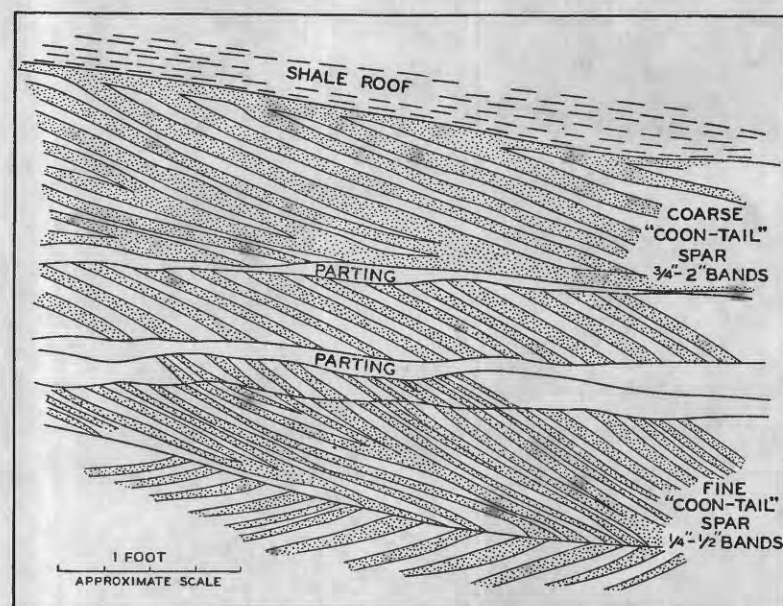 SHALE ROOF
COARSE
"COON-TAIL"
SPAR
3/4"-2" BANDS
PARTING
PARTING
FINE
"COON-TAIL"
SPAR
1/4"-1/2" BANDS
1 FOOT
APPROXIMATE SCALE